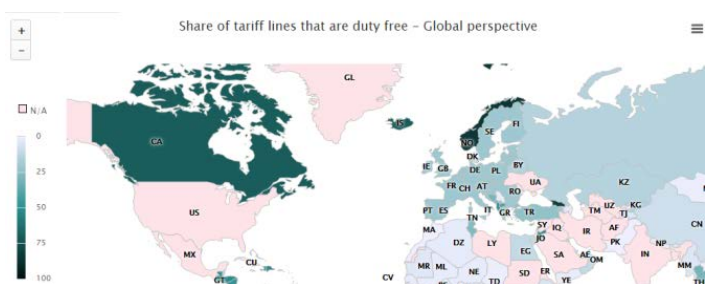 Share of tariff lines that are duty free – Global perspective
+
−
GL
N/A
0
25
50
75
100
CA
IS
NO
SE
FI
DK
IE
GB
DE
PL
BY
FR
CH
AT
RO
UA
KZ
PT
ES
IT
GR
TR
UZ
KG
TM
TJ
US
TN
SY
IQ
IR
AF
CN
MA
JO
PK
DZ
LY
EG
NP
MX
CU
SA
AE
OM
IN
MM
CV
MR
ML
NE
TD
SD
ER
YE
GT
TH